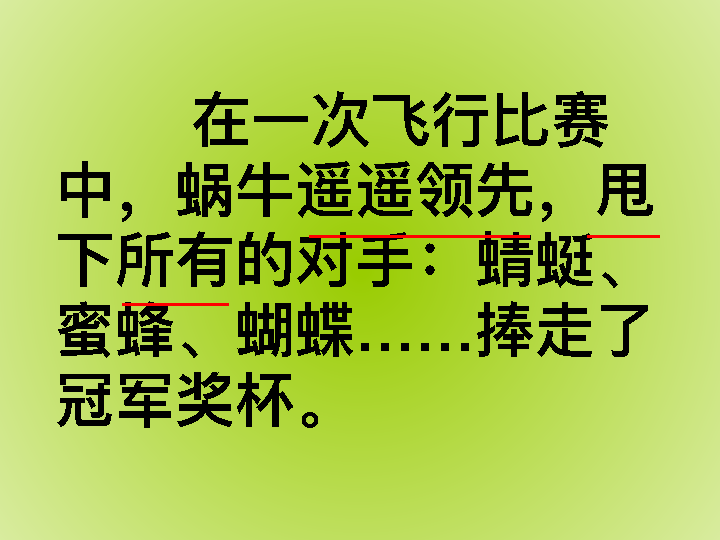 在一次飞行比赛
中，蜗牛遥遥领先，甩
下所有的对手：蜻蜓、
蜜蜂、蝴蝶……捧走了
冠军奖杯。